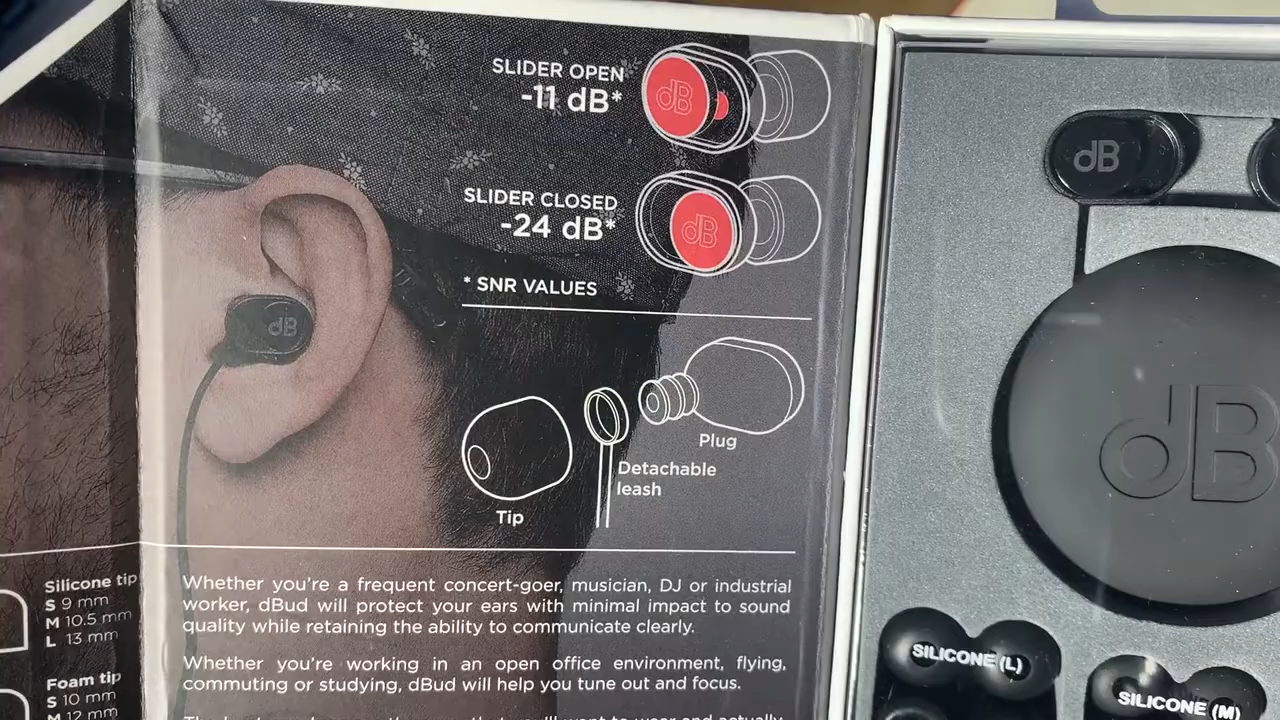 SLIDER OPEN
-11 dB*
dB
SLIDER CLOSED
-24 dB*
dB
* SNR VALUES
dB
Plug
Detachable
leash
Tip
Silicone tip
S 9 mm
M 10.5 mm
L 13 mm
Foam tip
S 10 mm
M 12 mm
Whether you're a frequent concert-goer, musician, DJ or industrial
worker, dBud will protect your ears with minimal impact to sound
quality while retaining the ability to communicate clearly.
Whether you're working in an open office environment, flying,
commuting or studying, dBud will help you tune out and focus.
dB
dB
SILICONE (L)
SILICONE (M)